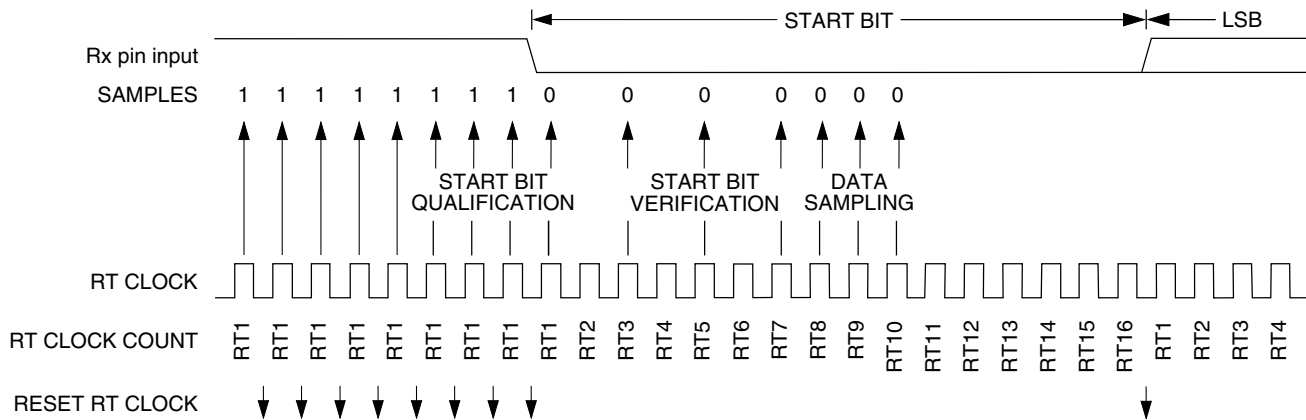 START BIT LSB
Rx pin input
SAMPLES 1 1 1 1 1 1 1 1 0 0 0 0 0 0 0
START BIT QUALIFICATION
START BIT VERIFICATION
DATA SAMPLING
RT CLOCK
RT CLOCK COUNT RT1 RT1 RT1 RT1 RT1 RT1 RT1 RT1 RT1 RT2 RT3 RT4 RT5 RT6 RT7 RT8 RT9 RT10 RT11 RT12 RT13 RT14 RT15 RT16 RT1 RT2 RT3 RT4
RESET RT CLOCK